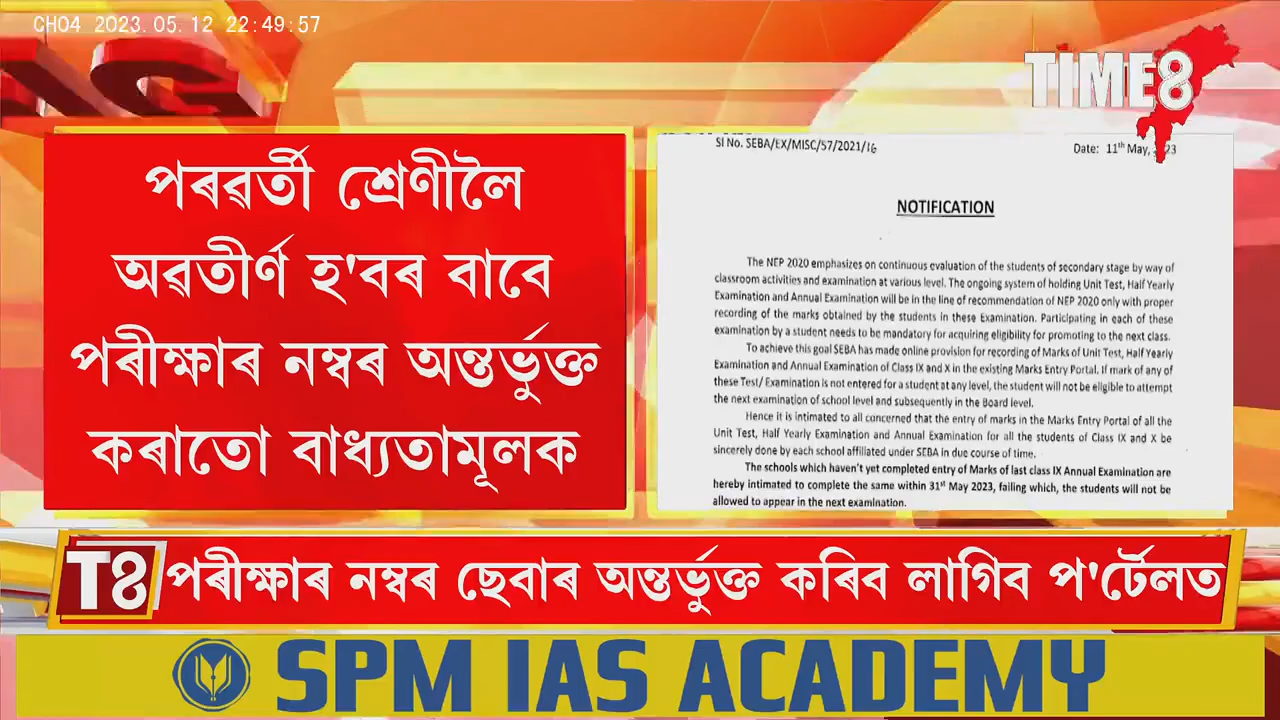 CH04 2023.05.12 22:49:57
TIME8
পৰৱৰ্তী শ্ৰেণীলৈ
অৱতীৰ্ণ হ'বৰ বাবে
পৰীক্ষাৰ নম্বৰ অন্তৰ্ভুক্ত
কৰাতো বাধ্যতামূলক
Sl No. SEBA/EX/MISC/57/2021/16
Date: 11th May, 23
NOTIFICATION
The NEP 2020 emphasizes on continuous evaluation of the students of secondary stage by way of
classroom activities and examination at various level. The ongoing system of holding Unit Test, Half Yearly
Examination and Annual Examination will be in the line of recommendation of NEP 2020 only with proper
recording of the marks obtained by the students in these Examination. Participating in each of these
examination by a student needs to be mandatory for acquiring eligibility for promoting to the next class.
To achieve this goal SEBA has made online provision for recording of Marks of Unit Test, Half Yearly
Examination and Annual Examination of Class IX and X in the existing Marks Entry Portal. If mark of any of
these Test/ Examination is not entered for a student at any level, the student will not be eligible to attempt
the next examination of school level and subsequently in the Board level.
Hence it is intimated to all concerned that the entry of marks in the Marks Entry Portal of all the
Unit Test, Half Yearly Examination and Annual Examination for all the students of Class IX and X be
sincerely done by each school affiliated under SEBA in due course of time.
The schools which haven't yet completed entry of Marks of last class IX Annual Examination are
hereby intimated to complete the same within 31st May 2023, failing which, the students will not be
allowed to appear in the next examination.
T8 পৰীক্ষাৰ নম্বৰ ছেবাৰ অন্তৰ্ভুক্ত কৰিব লাগিব প'ৰ্টেলত
SPM IAS ACADEMY